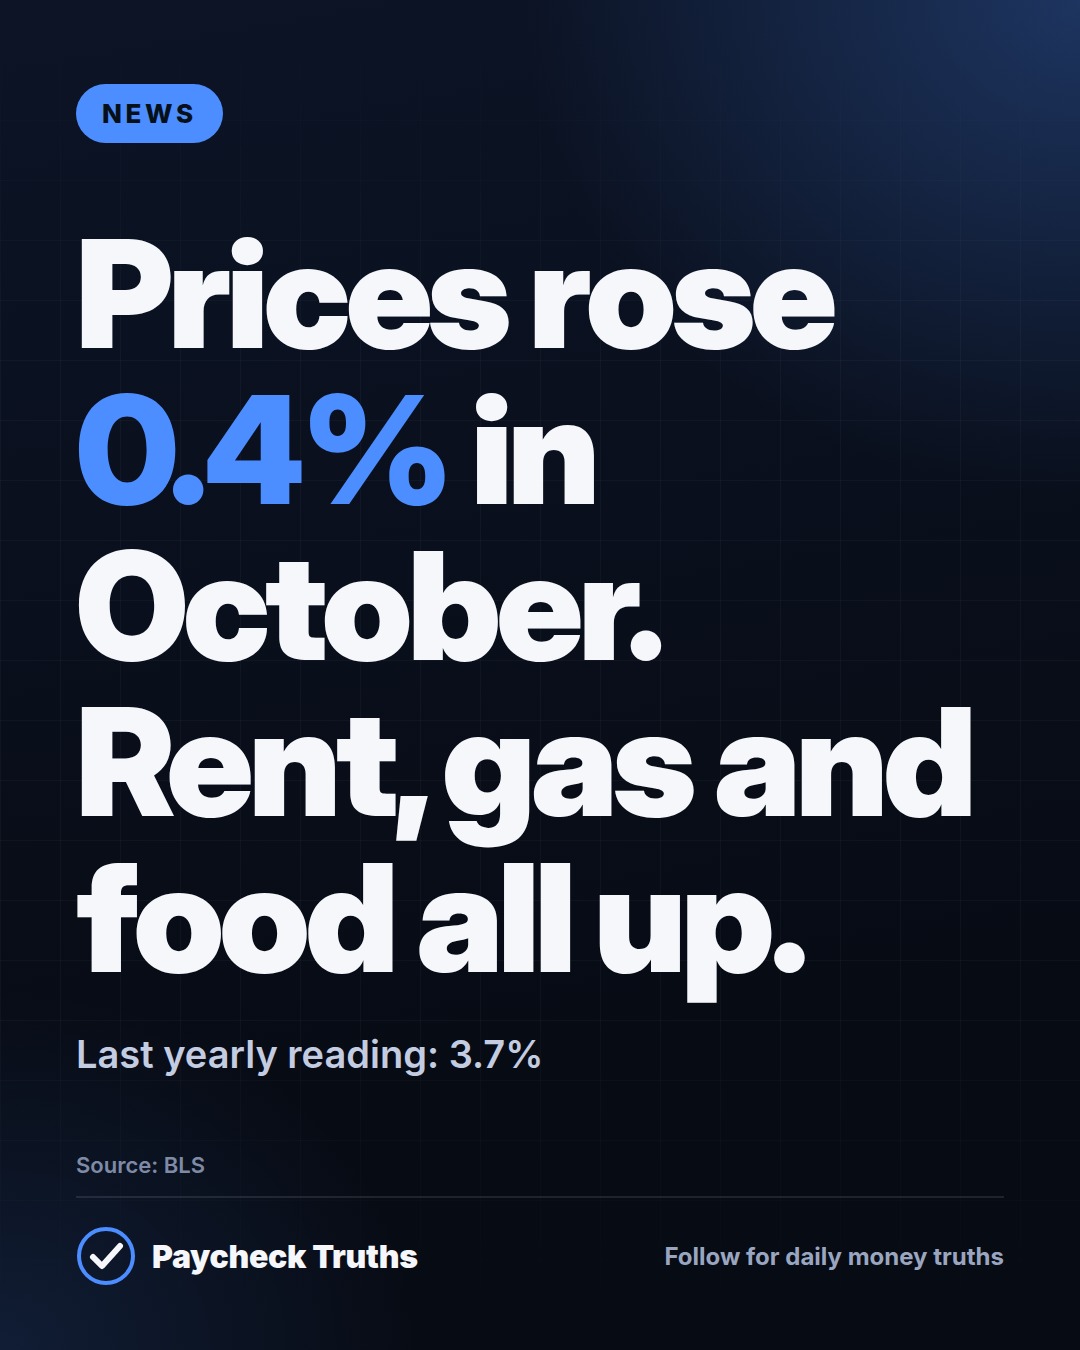 NEWS
Prices rose
0.4% in
October.
Rent, gas and
food all up.
Last yearly reading: 3.7%
Source: BLS
Paycheck Truths
Follow for daily money truths